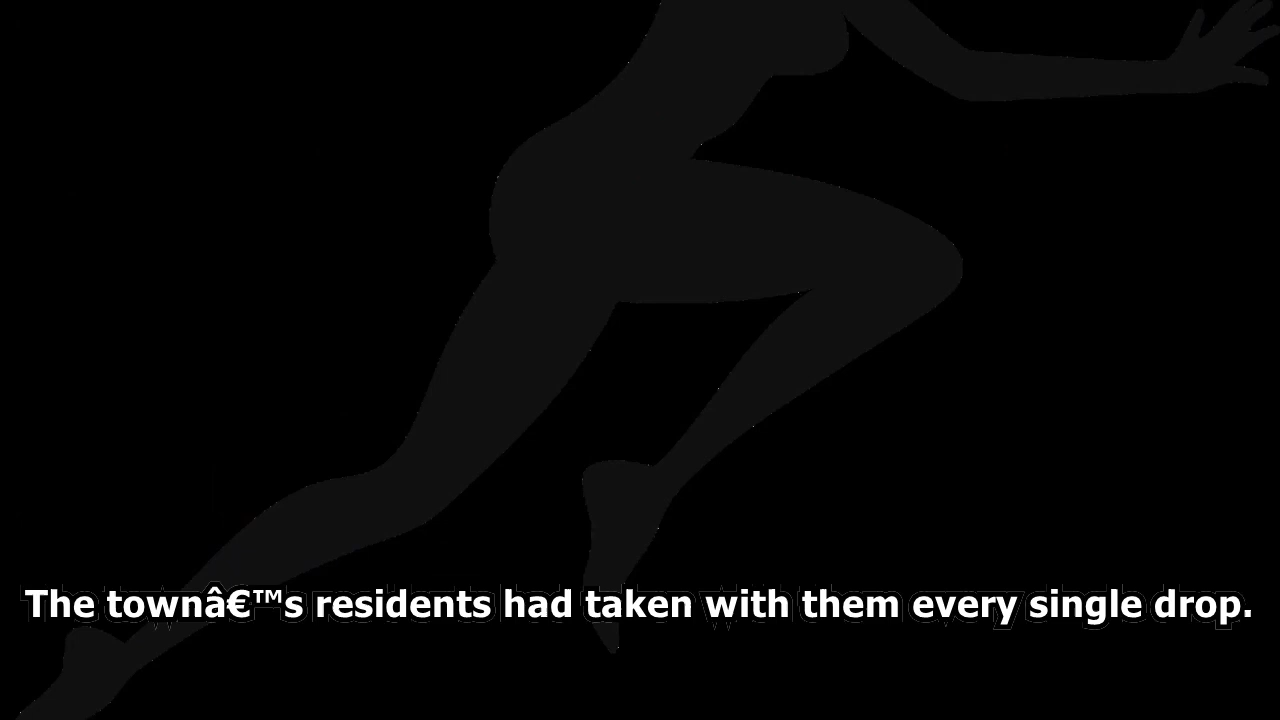 The townâ€™s residents had taken with them every single drop.